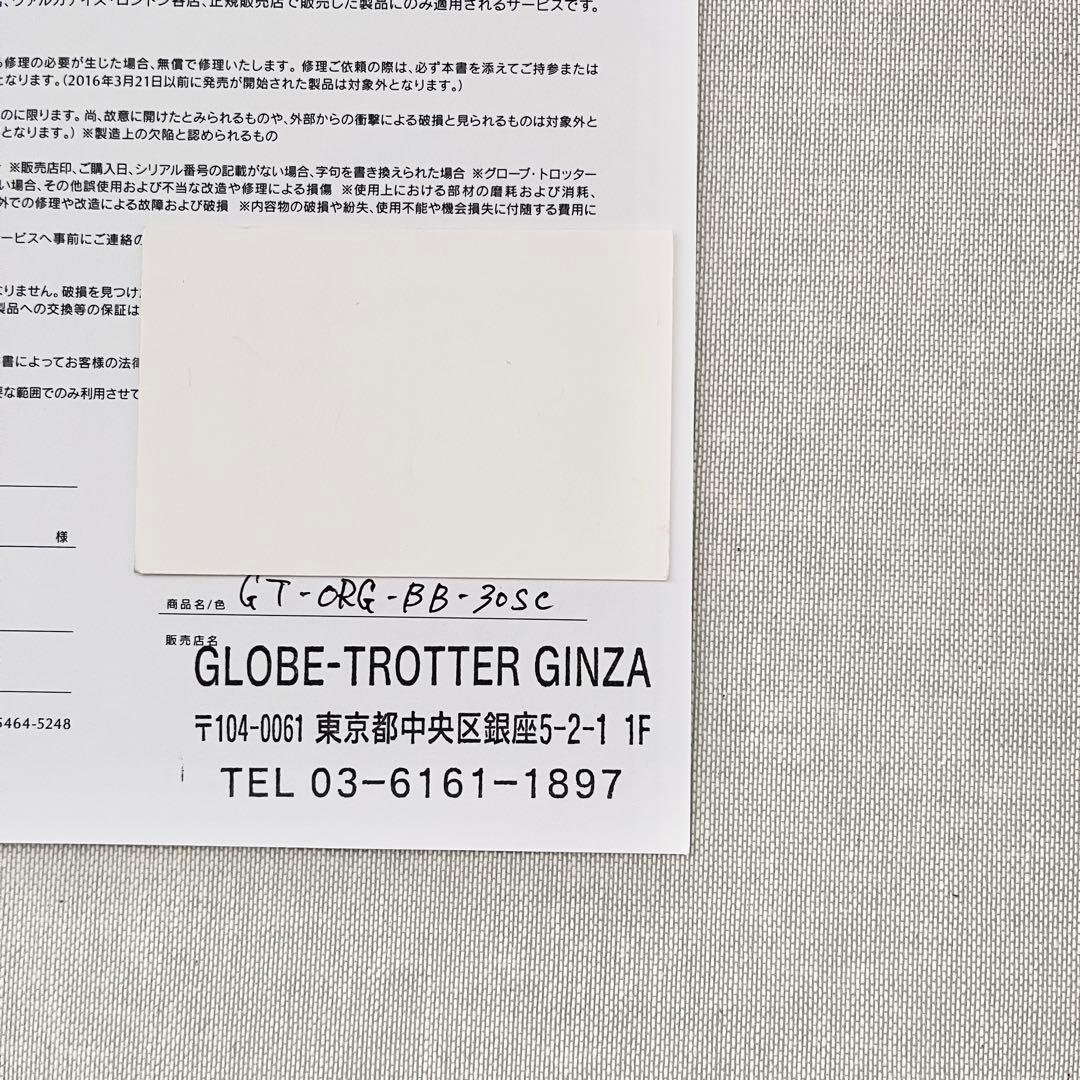 ヴァルカナイズ・ロンドン各店、正規販売店で販売した製品にのみ適用されるサービスです。
修理の必要が生じた場合、無償で修理いたします。 修理ご依頼の際は、必ず本書を添えてご持参または
となります。(2016年3月21日以前に発売が開始された製品は対象外となります。)
のに限ります。尚、故意に開けたとみられるものや、外部からの衝撃による破損と見られるものは対象外と
となります。) ※製造上の欠陥と認められるもの
※販売店印、ご購入日、シリアル番号の記載がない場合、字句を書き換えられた場合 ※グローブ・トロッター
い場合、その他誤使用および不当な改造や修理による損傷 ※使用上における部材の磨耗および消耗、
外での修理や改造による故障および破損 ※内容物の破損や紛失、使用不能や機会損失に付随する費用に
ービスへ事前にご連絡の
なりません。破損を見つけ
製品への交換等の保証は
書によってお客様の法律
要な範囲でのみ利用させて
様
商品名/色 GT-ORG-BB-30SC
販売店名
GLOBE-TROTTER GINZA
〒104-0061 東京都中央区銀座5-2-1 1F
5464-5248
TEL 03-6161-1897